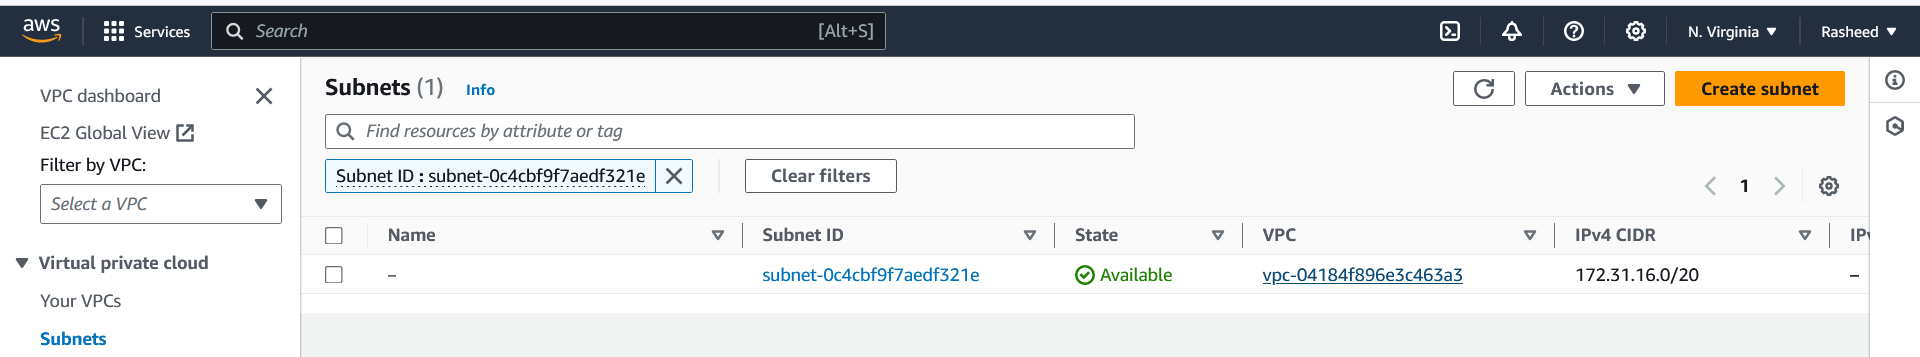 aws
Services
Search [Alt+S]
N. Virginia
Rasheed
VPC dashboard
EC2 Global View
Filter by VPC:
Select a VPC
Virtual private cloud
Your VPCs
Subnets
Subnets (1) Info
Actions
Create subnet
Find resources by attribute or tag
Subnet ID : subnet-0c4cbf9f7aedf321e
Clear filters
1
Name Subnet ID State VPC IPv4 CIDR
– subnet-0c4cbf9f7aedf321e Available vpc-04184f896e3c463a3 172.31.16.0/20 –